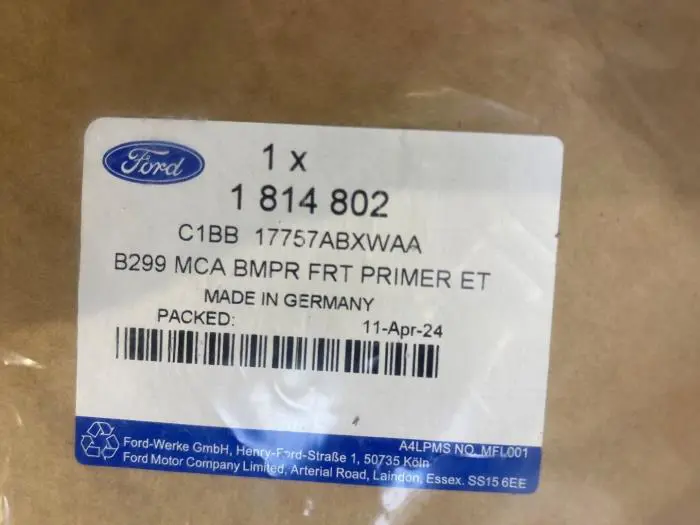 Ford
1 x
1 814 802
C1BB 17757ABXWAA
B299 MCA BMPR FRT PRIMER ET
MADE IN GERMANY
PACKED: 11-Apr-24
A4LPMS NO. MFL001
Ford-Werke GmbH, Henry-Ford-Straße 1, 50735 Köln
Ford Motor Company Limited, Arterial Road, Laindon, Essex. SS15 6EE